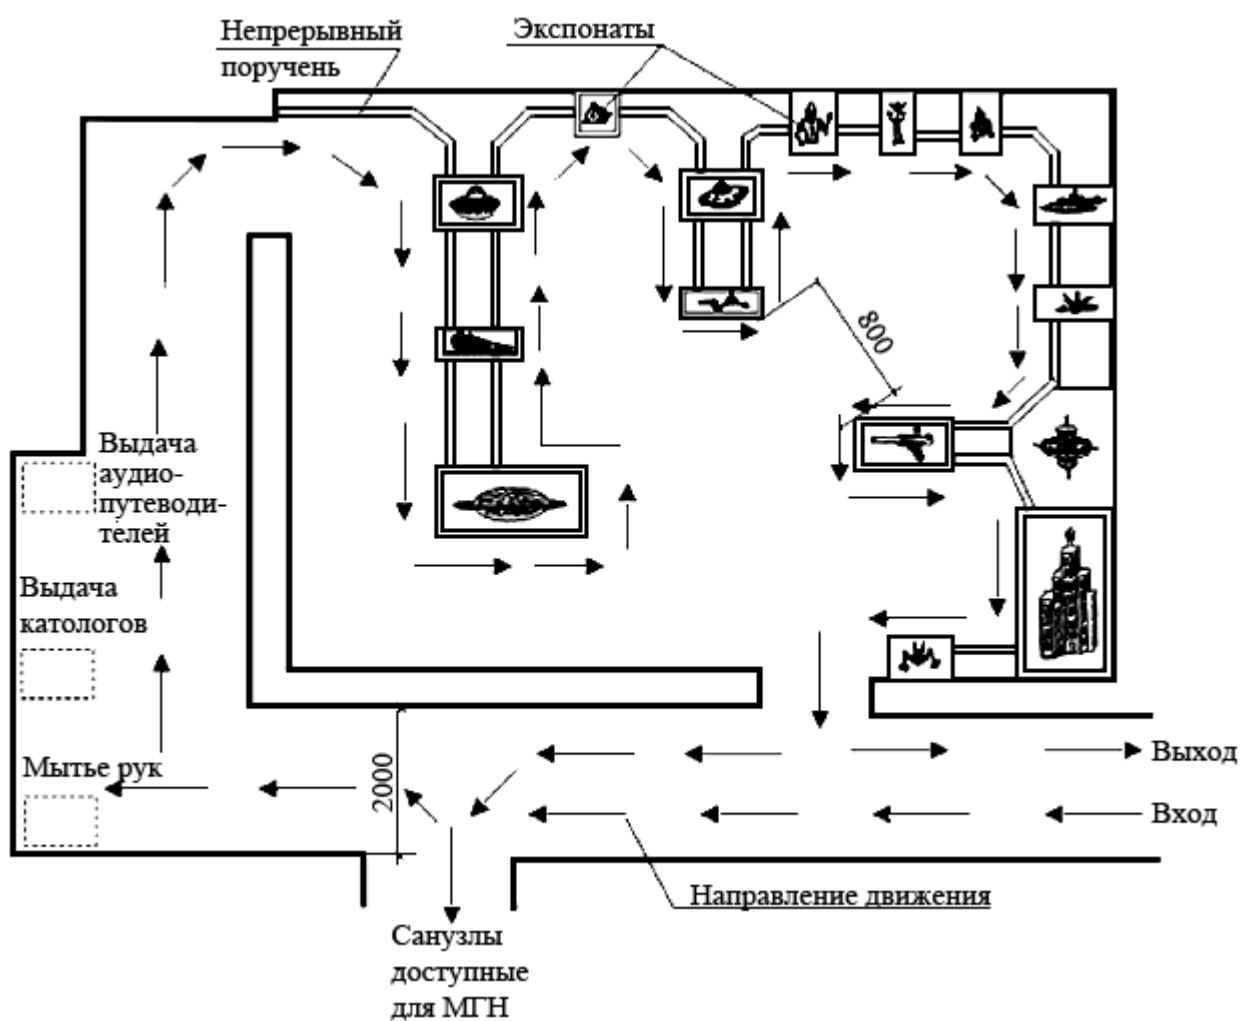 Непрерывный
поручень
Экспонаты
800
Выдача
аудио-
путеводи-
телей
Выдача
катологов
Мытье рук
2000
Выход
Вход
Направление движения
Санузлы
доступные
для МГН